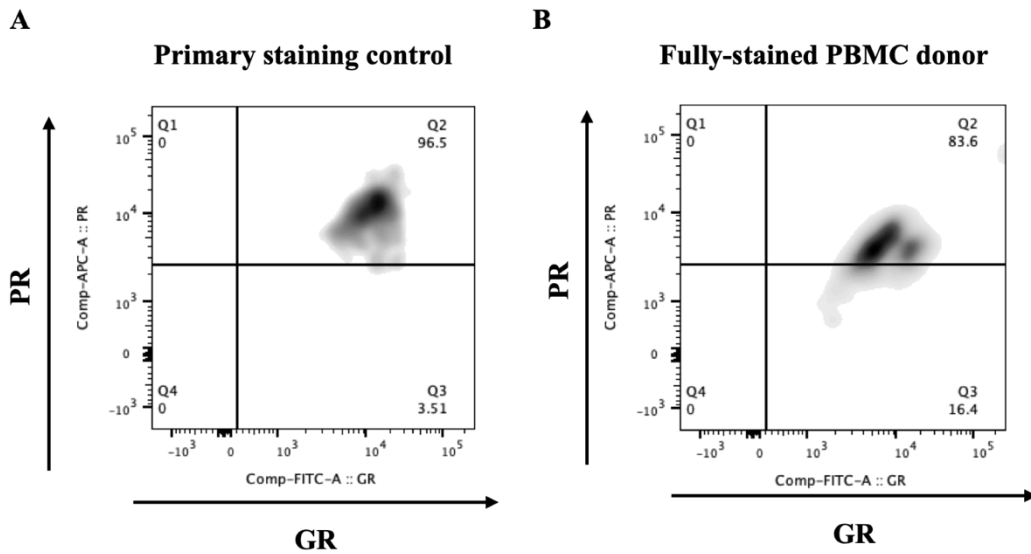 A
Primary staining control
PR
Comp-APC-A :: PR
10^5
10^4
10^3
0
-10^3
Q1
0
Q2
96.5
Q4
0
Q3
3.51
-10^3 0 10^3 10^4 10^5
Comp-FITC-A :: GR
GR
B
Fully-stained PBMC donor
PR
Comp-APC-A :: PR
10^5
10^4
10^3
0
-10^3
Q1
0
Q2
83.6
Q4
0
Q3
16.4
-10^3 0 10^3 10^4 10^5
Comp-FITC-A :: GR
GR